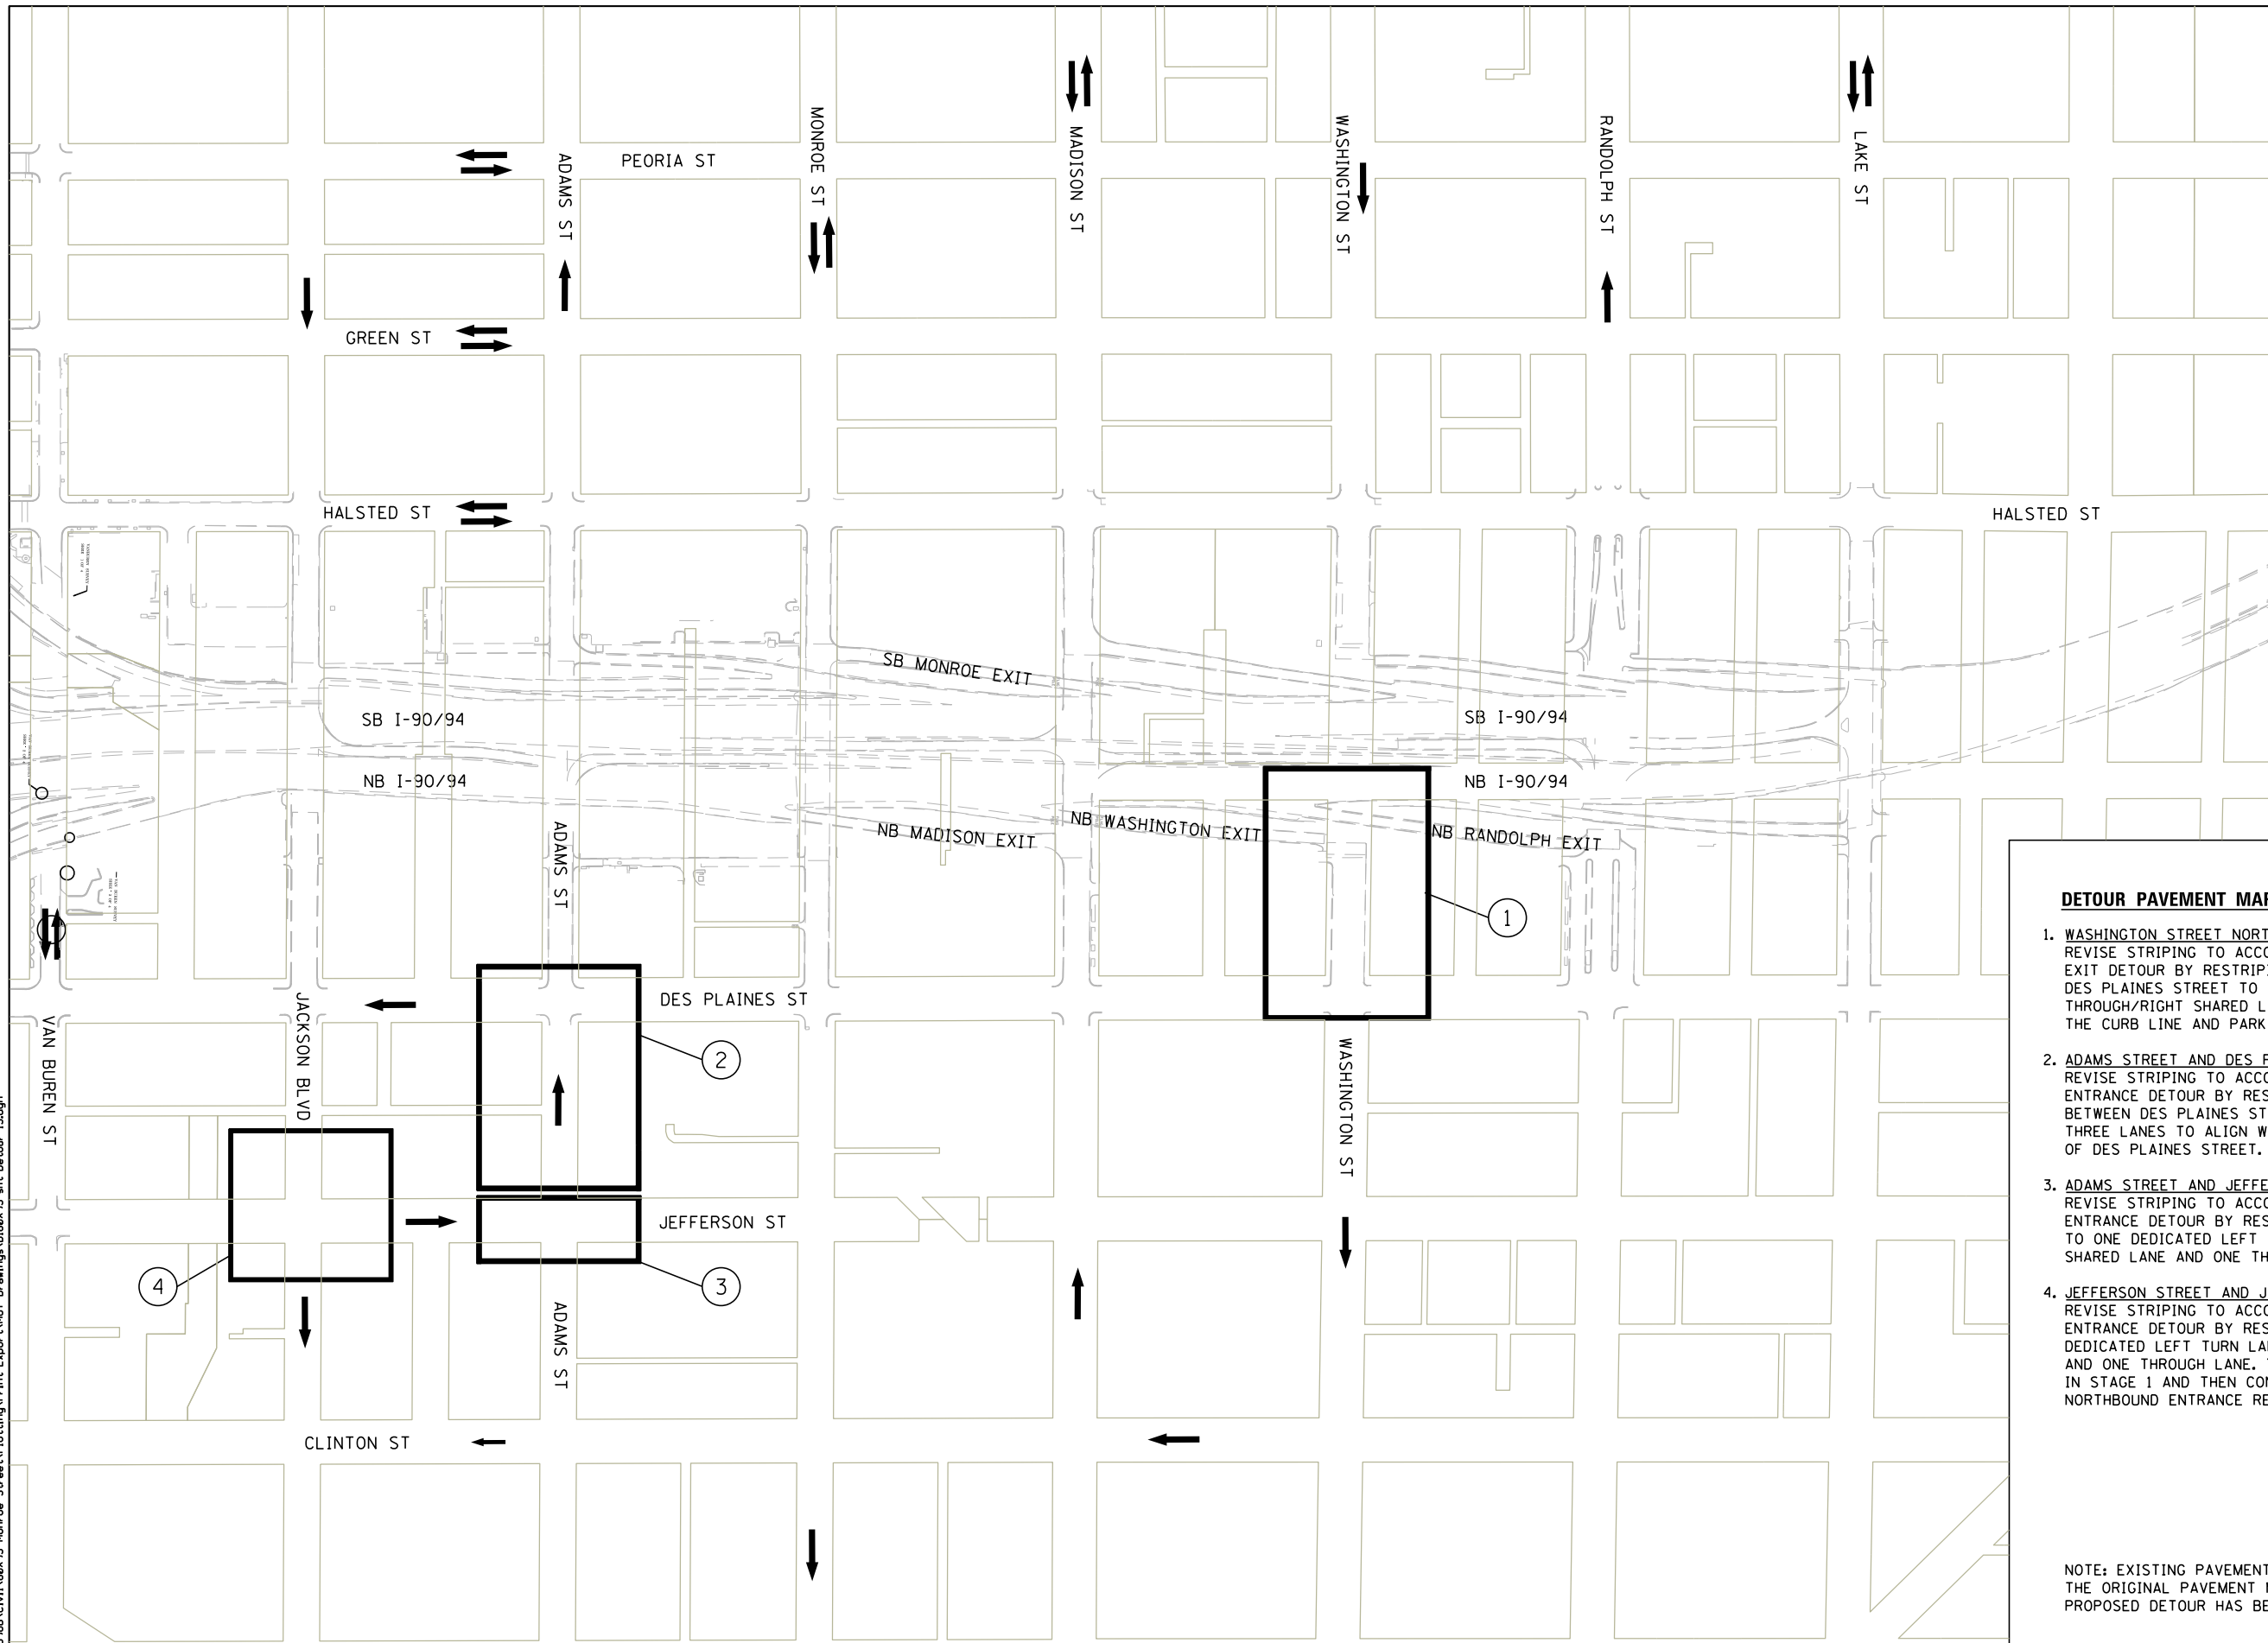 MONROE ST
MADISON ST
WASHINGTON ST
RANDOLPH ST
LAKE ST
ADAMS ST
PEORIA ST
GREEN ST
HALSTED ST
HALSTED ST
SB MONROE EXIT
SB I-90/94
SB I-90/94
NB I-90/94
NB I-90/94
NB MADISON EXIT
NB WASHINGTON EXIT
NB RANDOLPH EXIT
ADAMS ST
1
DES PLAINES ST
JACKSON BLVD
VAN BUREN ST
2
WASHINGTON ST
JEFFERSON ST
4
3
ADAMS ST
CLINTON ST
DETOUR PAVEMENT MAR
1. WASHINGTON STREET NORT
REVISE STRIPING TO ACCO
EXIT DETOUR BY RESTRIP
DES PLAINES STREET TO
THROUGH/RIGHT SHARED L
THE CURB LINE AND PARK
2. ADAMS STREET AND DES P
REVISE STRIPING TO ACCO
ENTRANCE DETOUR BY RES
BETWEEN DES PLAINES ST
THREE LANES TO ALIGN W
OF DES PLAINES STREET.
3. ADAMS STREET AND JEFFE
REVISE STRIPING TO ACCO
ENTRANCE DETOUR BY RES
TO ONE DEDICATED LEFT
SHARED LANE AND ONE TH
4. JEFFERSON STREET AND J
REVISE STRIPING TO ACCO
ENTRANCE DETOUR BY RES
DEDICATED LEFT TURN LA
AND ONE THROUGH LANE.
IN STAGE 1 AND THEN CON
NORTHBOUND ENTRANCE RE
NOTE: EXISTING PAVEMENT
THE ORIGINAL PAVEMENT
PROPOSED DETOUR HAS BE